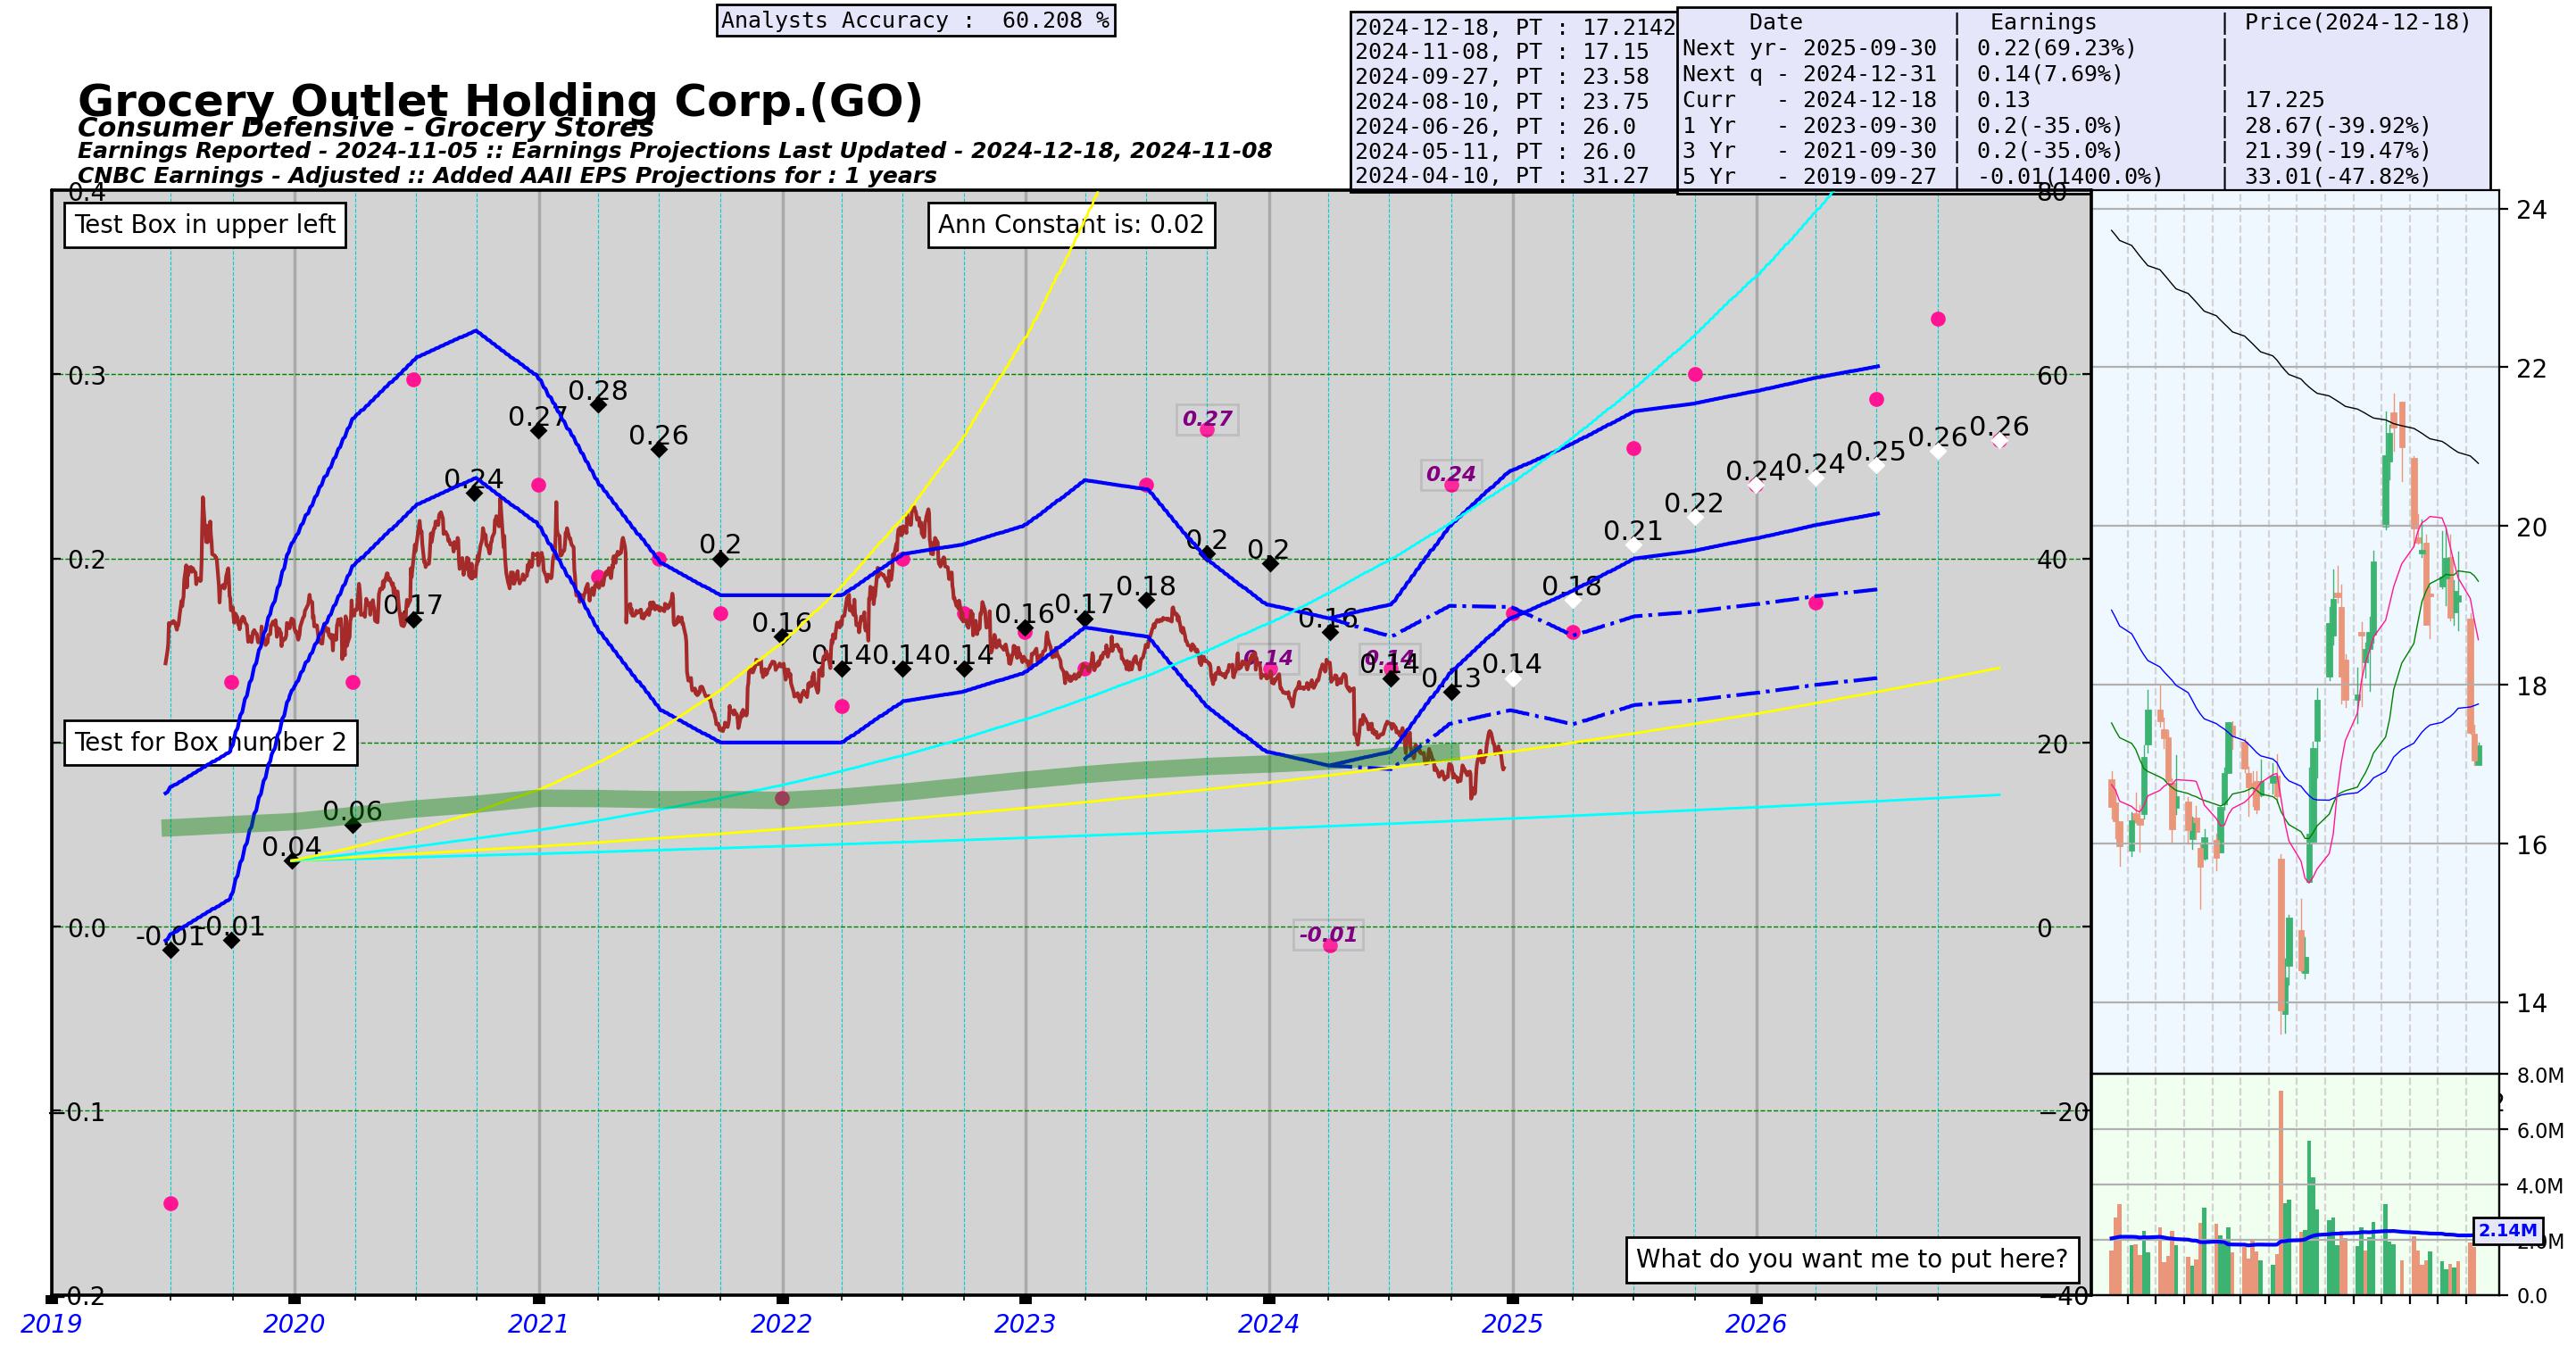 Analysts Accuracy :  60.208 %
2024-12-18, PT : 17.2142
2024-11-08, PT : 17.15
2024-09-27, PT : 23.58
2024-08-10, PT : 23.75
2024-06-26, PT : 26.0
2024-05-11, PT : 26.0
2024-04-10, PT : 31.27
Date | Earnings | Price(2024-12-18)
Next yr- 2025-09-30 | 0.22(69.23%) |
Next q - 2024-12-31 | 0.14(7.69%) |
Curr - 2024-12-18 | 0.13 | 17.225
1 Yr - 2023-09-30 | 0.2(-35.0%) | 28.67(-39.92%)
3 Yr - 2021-09-30 | 0.2(-35.0%) | 21.39(-19.47%)
5 Yr - 2019-09-27 | -0.01(1400.0%) | 33.01(-47.82%)
Grocery Outlet Holding Corp.(GO)
Consumer Defensive - Grocery Stores
Earnings Reported - 2024-11-05 :: Earnings Projections Last Updated - 2024-12-18, 2024-11-08
CNBC Earnings - Adjusted :: Added AAII EPS Projections for : 1 years
Test Box in upper left
Ann Constant is: 0.02
Test for Box number 2
What do you want me to put here?
0.4
0.3
0.2
0.0
−0.1
−0.2
80
60
40
20
0
−20
−40
-0.01
-0.01
0.04
0.06
0.17
0.24
0.27
0.28
0.26
0.2
0.16
0.14
0.14
0.14
0.16
0.17
0.18
0.2
0.2
0.16
0.14
0.13
0.14
0.18
0.21
0.22
0.24
0.24
0.25
0.26
0.26
0.27
0.14
-0.01
0.14
0.24
24
22
20
18
16
14
8.0M
6.0M
4.0M
2.14M
0.0
2019
2020
2021
2022
2023
2024
2025
2026